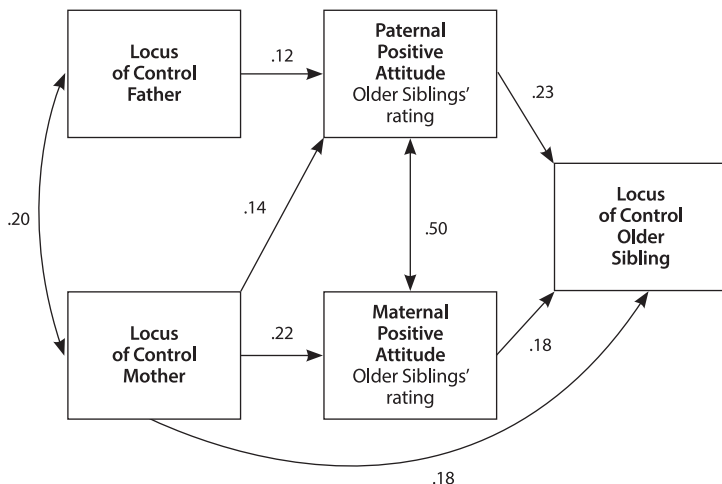 Locus
of Control
Father
.12
Paternal
Positive
Attitude
Older Siblings’
rating
.23
.20
.14
.50
Locus
of Control
Older
Sibling
Locus
of Control
Mother
.22
Maternal
Positive
Attitude
Older Siblings’
rating
.18
.18